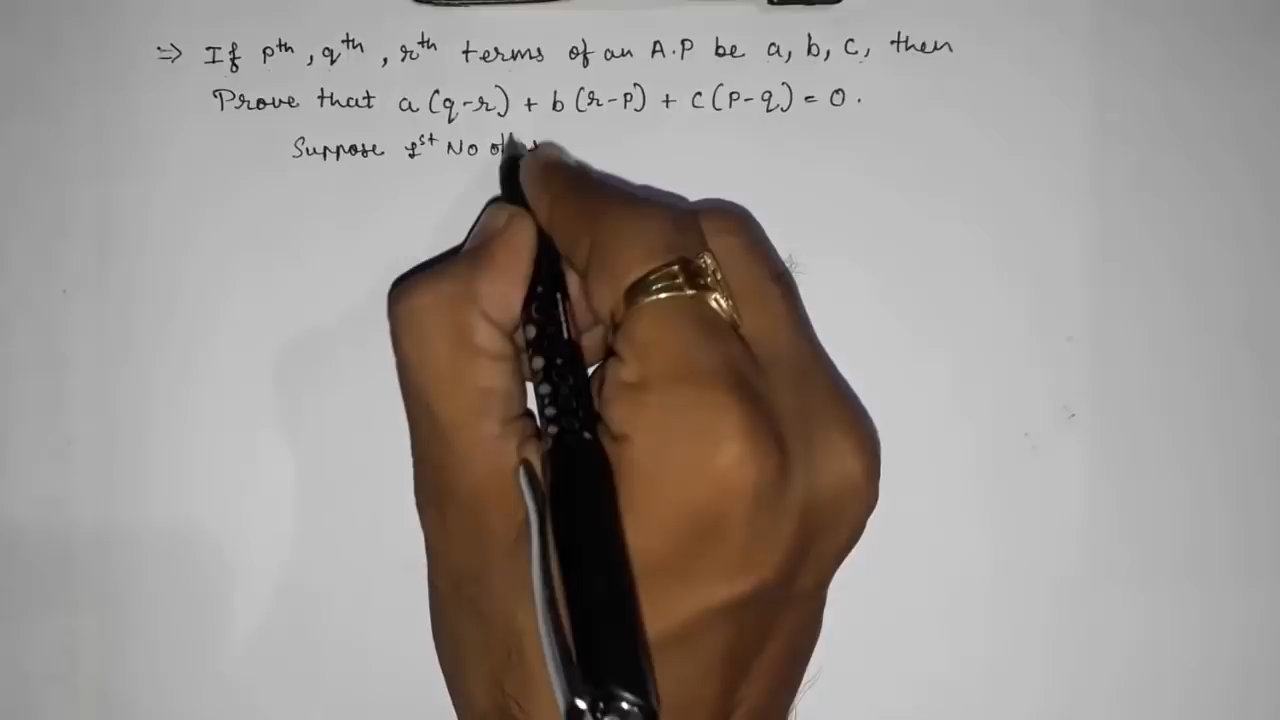 ⇒ If pth, qth, rth terms of an A.P be a, b, c, then
Prove that a (q-r) + b (r-p) + c (p-q) = 0.
Suppose 1st No of